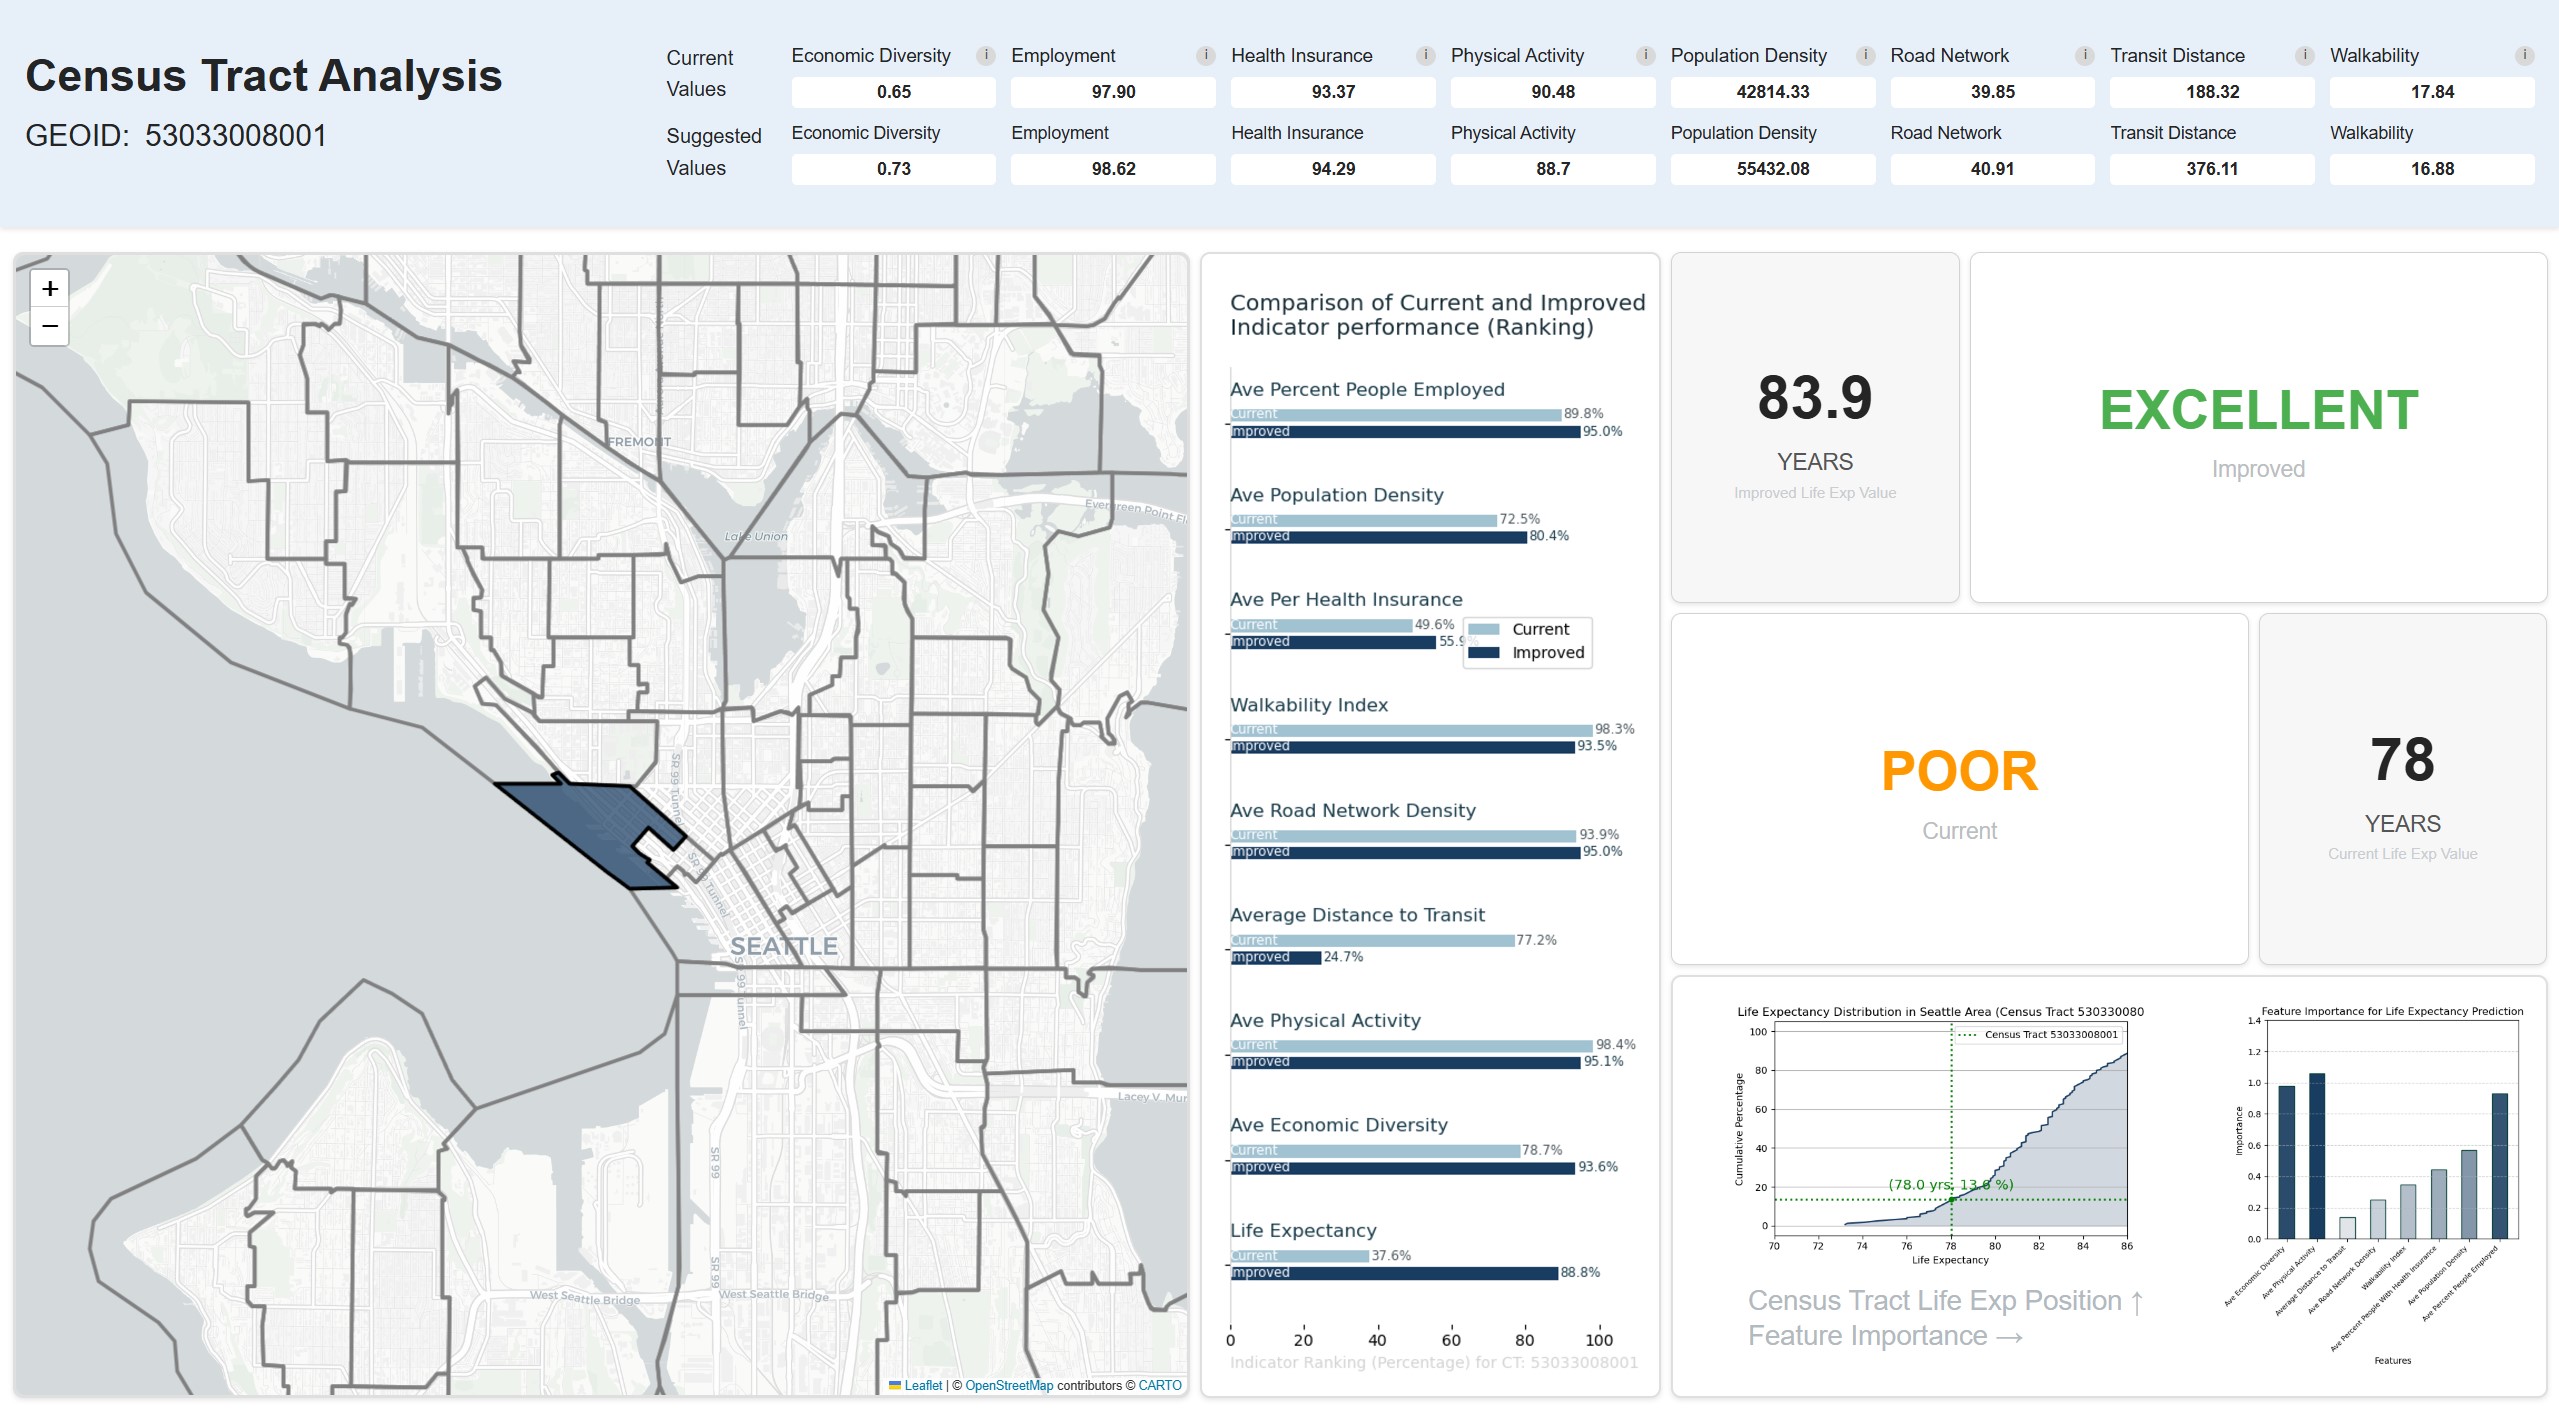 Census Tract Analysis
GEOID: 53033008001
Current Values
Economic Diversity i
Employment i
Health Insurance i
Physical Activity i
Population Density i
Road Network i
Transit Distance i
Walkability i
0.65
97.90
93.37
90.48
42814.33
39.85
188.32
17.84
Suggested Values
Economic Diversity
Employment
Health Insurance
Physical Activity
Population Density
Road Network
Transit Distance
Walkability
0.73
98.62
94.29
88.7
55432.08
40.91
376.11
16.88
+
−
FREMONT
Lake Union
Evergreen Point Fl
SR 99 Tunnel
SR 99 Tunnel
SEATTLE
SR 99 Tunnel
Lacey V. Mur
SR 99
SR 99
West Seattle Bridge
West Seattle Bridge
Leaflet | © OpenStreetMap contributors © CARTO
Comparison of Current and Improved
Indicator performance (Ranking)
Ave Percent People Employed
Current 89.8%
Improved 95.0%
Ave Population Density
Current 72.5%
Improved 80.4%
Ave Per Health Insurance
Current 49.6%
Improved 55.9%
Current
Improved
Walkability Index
Current 98.3%
Improved 93.5%
Ave Road Network Density
Current 93.9%
Improved 95.0%
Average Distance to Transit
Current 77.2%
Improved 24.7%
Ave Physical Activity
Current 98.4%
Improved 95.1%
Ave Economic Diversity
Current 78.7%
Improved 93.6%
Life Expectancy
Current 37.6%
Improved 88.8%
0 20 40 60 80 100
Indicator Ranking (Percentage) for CT: 53033008001
83.9
YEARS
Improved Life Exp Value
EXCELLENT
Improved
POOR
Current
78
YEARS
Current Life Exp Value
Life Expectancy Distribution in Seattle Area (Census Tract 530330080
Census Tract 53033008001
Cumulative Percentage
100
80
60
40
20
0
(78.0 yrs, 13.6 %)
70 72 74 76 78 80 82 84 86
Life Expectancy
Census Tract Life Exp Position ↑
Feature Importance →
Feature Importance for Life Expectancy Prediction
Importance
1.4
1.2
1.0
0.8
0.6
0.4
0.2
0.0
Ave Economic Diversity
Ave Physical Activity
Average Distance to Transit
Ave Road Network Density
Walkability Index
Ave Percent People With Health Insurance
Ave Population Density
Ave Percent People Employed
Features